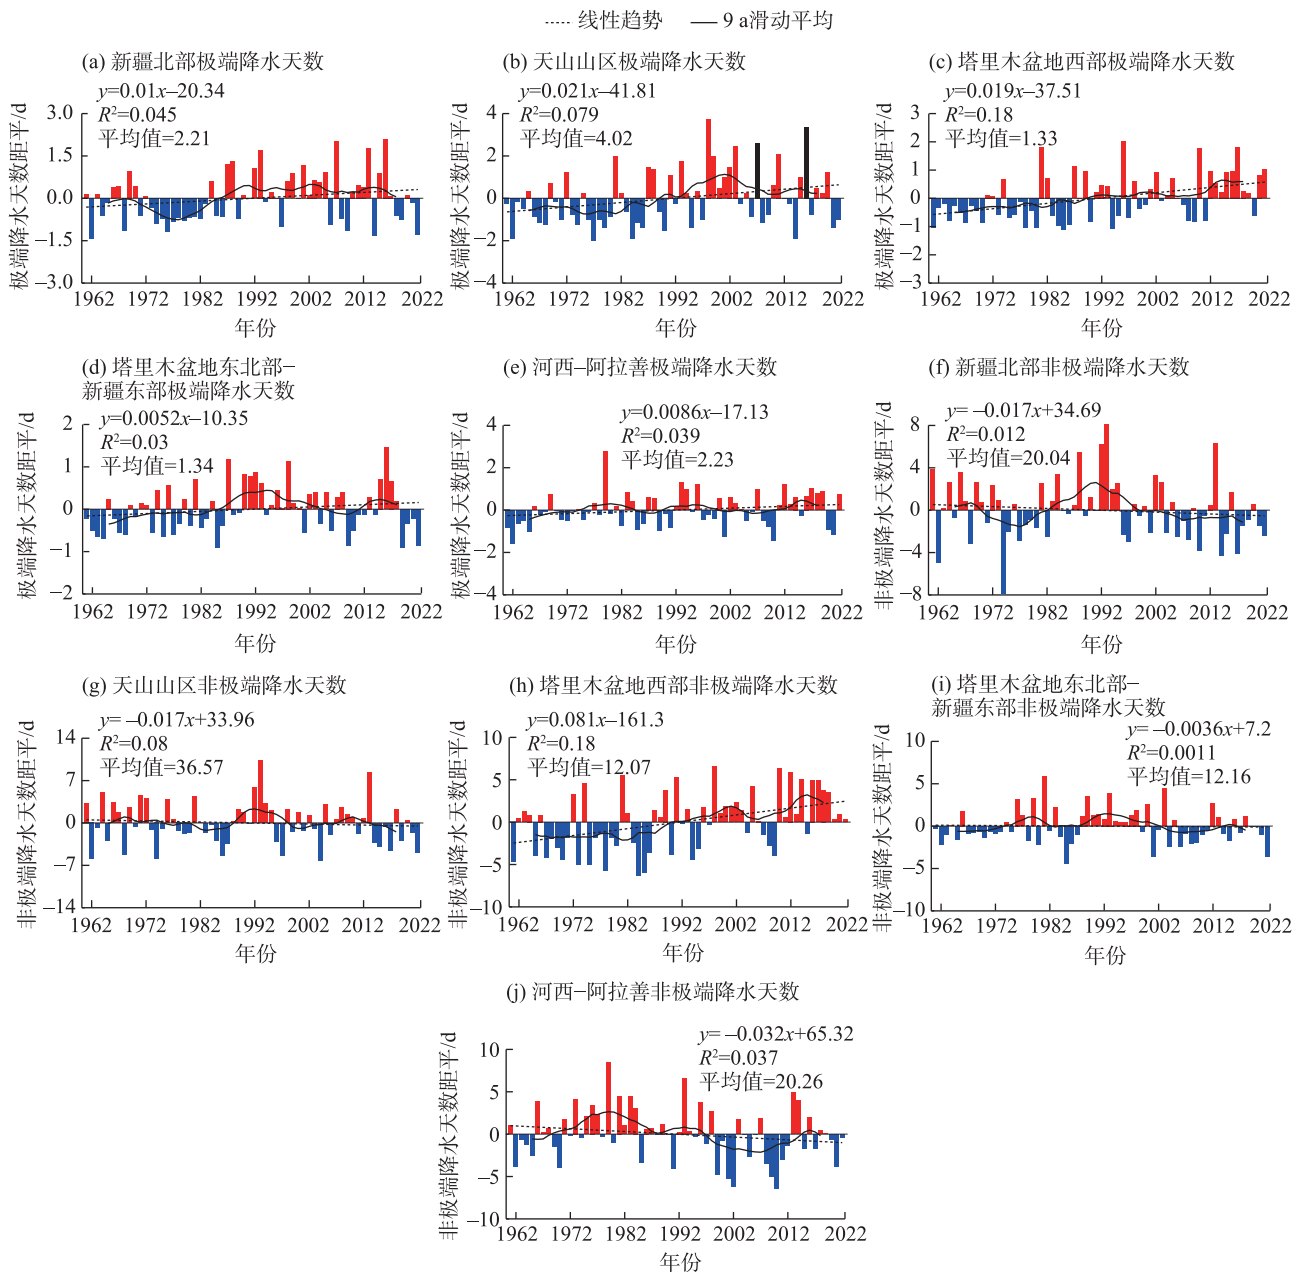 线性趋势 9 a滑动平均
(a) 新疆北部极端降水天数
y=0.01x–20.34
R²=0.045
平均值=2.21
极端降水天数距平/d
3.0
1.5
0.0
−1.5
−3.0
1962 1972 1982 1992 2002 2012 2022
年份
(b) 天山山区极端降水天数
y=0.021x–41.81
R²=0.079
平均值=4.02
极端降水天数距平/d
4
2
0
−2
−4
1962 1972 1982 1992 2002 2012 2022
年份
(c) 塔里木盆地西部极端降水天数
y=0.019x–37.51
R²=0.18
平均值=1.33
极端降水天数距平/d
3
2
1
0
−1
−2
−3
1962 1972 1982 1992 2002 2012 2022
年份
(d) 塔里木盆地东北部–
新疆东部极端降水天数
y=0.0052x–10.35
R²=0.03
平均值=1.34
极端降水天数距平/d
2
1
0
−1
−2
1962 1972 1982 1992 2002 2012 2022
年份
(e) 河西–阿拉善极端降水天数
y=0.0086x–17.13
R²=0.039
平均值=2.23
极端降水天数距平/d
4
2
0
−2
−4
1962 1972 1982 1992 2002 2012 2022
年份
(f) 新疆北部非极端降水天数
y= –0.017x+34.69
R²=0.012
平均值=20.04
非极端降水天数距平/d
8
4
0
−4
−8
1962 1972 1982 1992 2002 2012 2022
年份
(g) 天山山区非极端降水天数
y= –0.017x+33.96
R²=0.08
平均值=36.57
非极端降水天数距平/d
14
7
0
−7
−14
1962 1972 1982 1992 2002 2012 2022
年份
(h) 塔里木盆地西部非极端降水天数
y=0.081x–161.3
R²=0.18
平均值=12.07
非极端降水天数距平/d
10
5
0
−5
−10
1962 1972 1982 1992 2002 2012 2022
年份
(i) 塔里木盆地东北部–
新疆东部非极端降水天数
y= –0.0036x+7.2
R²=0.0011
平均值=12.16
非极端降水天数距平/d
10
5
0
−5
−10
1962 1972 1982 1992 2002 2012 2022
年份
(j) 河西–阿拉善非极端降水天数
y= –0.032x+65.32
R²=0.037
平均值=20.26
非极端降水天数距平/d
10
5
0
−5
−10
1962 1972 1982 1992 2002 2012 2022
年份